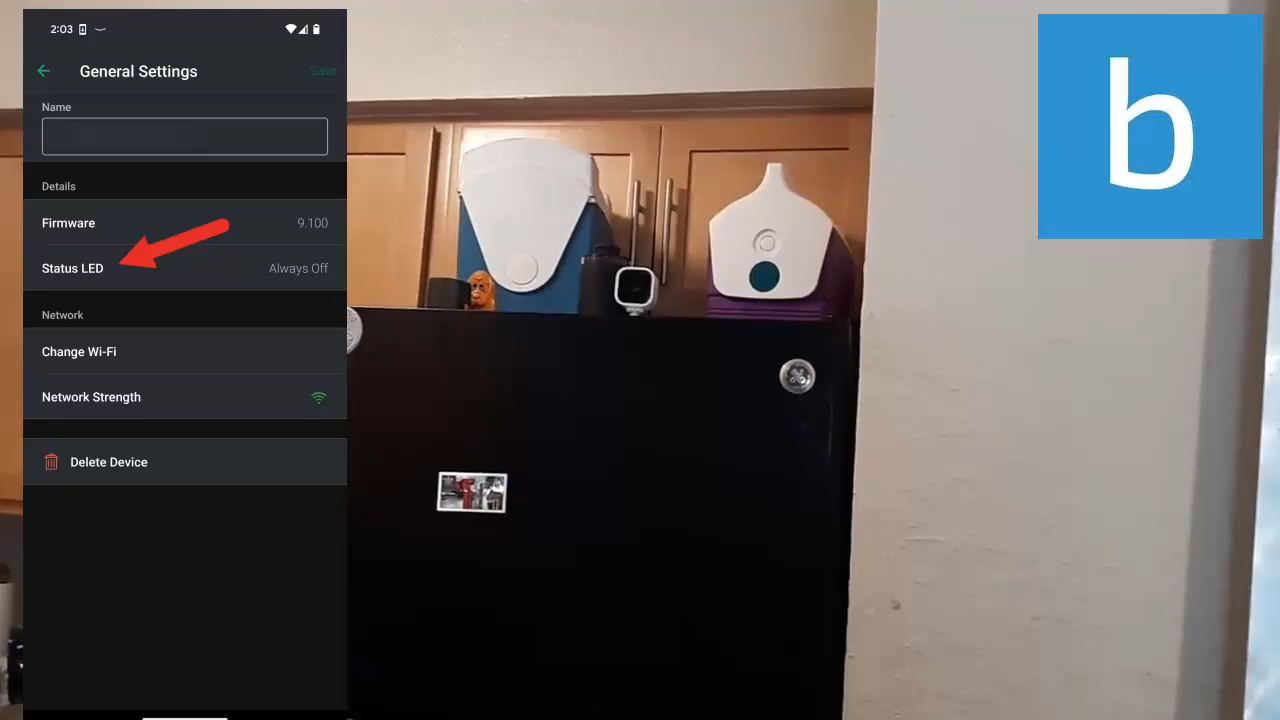 2:03
General Settings
Save
Name
Details
Firmware 9.100
Status LED Always Off
Network
Change Wi-Fi
Network Strength
Delete Device
b